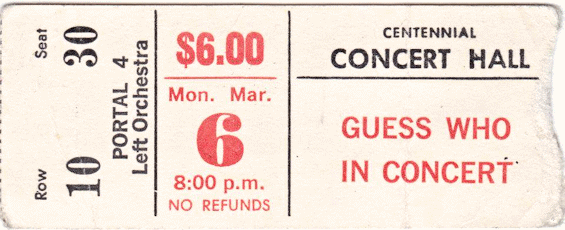 Seat 30
Row 10
PORTAL 4
Left Orchestra
$6.00
Mon. Mar.
6
8:00 p.m.
NO REFUNDS
CENTENNIAL
CONCERT HALL
GUESS WHO
IN CONCERT